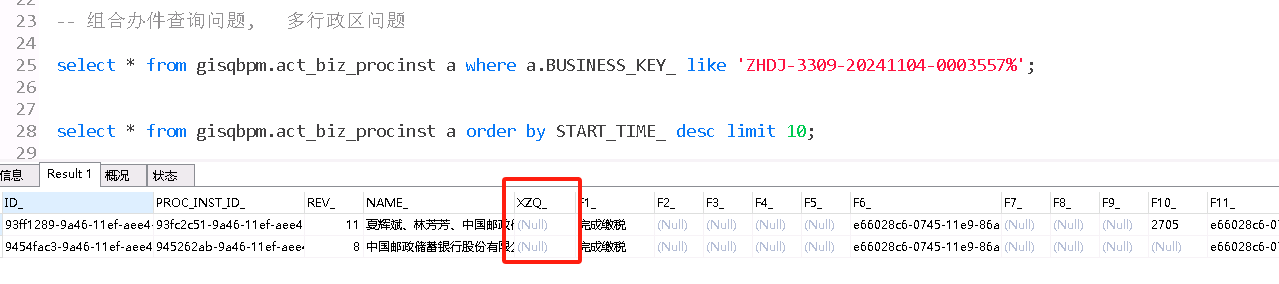 22
23 -- 组合办件查询问题,  多行政区问题
24
25 select * from gisqbpm.act_biz_procinst a where a.BUSINESS_KEY_ like 'ZHDJ-3309-20241104-0003557%';
26
27
28 select * from gisqbpm.act_biz_procinst a order by START_TIME_ desc limit 10;
29
信息 Result 1 概况 状态
ID_ PROC_INST_ID_ REV_ NAME_ XZQ_ F1_ F2_ F3_ F4_ F5_ F6_ F7_ F8_ F9_ F10_ F11_
93ff1289-9a46-11ef-aee4 93fc2c51-9a46-11ef-aee4 11 夏辉斌、林芳芳、中国邮政 (Null) 完成缴税 (Null) (Null) (Null) (Null) e66028c6-0745-11e9-86a (Null) (Null) (Null) 2705 e66028c6-07
9454fac3-9a46-11ef-aee4 945262ab-9a46-11ef-aee4 8 中国邮政储蓄银行股份有限 (Null) 完成缴税 (Null) (Null) (Null) (Null) e66028c6-0745-11e9-86a (Null) (Null) (Null) (Null) e66028c6-07